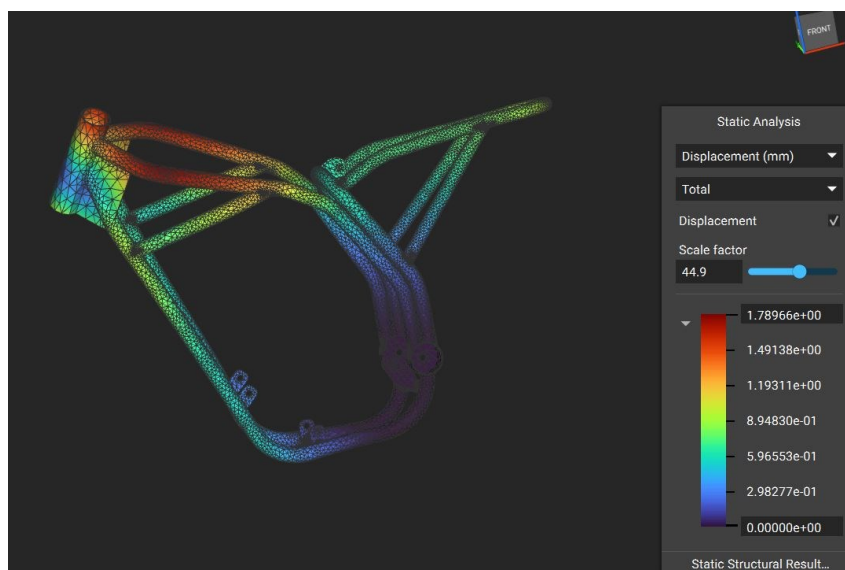 FRONT
Static Analysis
Displacement (mm)
Total
Displacement
Scale factor
44.9
1.78966e+00
1.49138e+00
1.19311e+00
8.94830e-01
5.96553e-01
2.98277e-01
0.00000e+00
Static Structural Result...